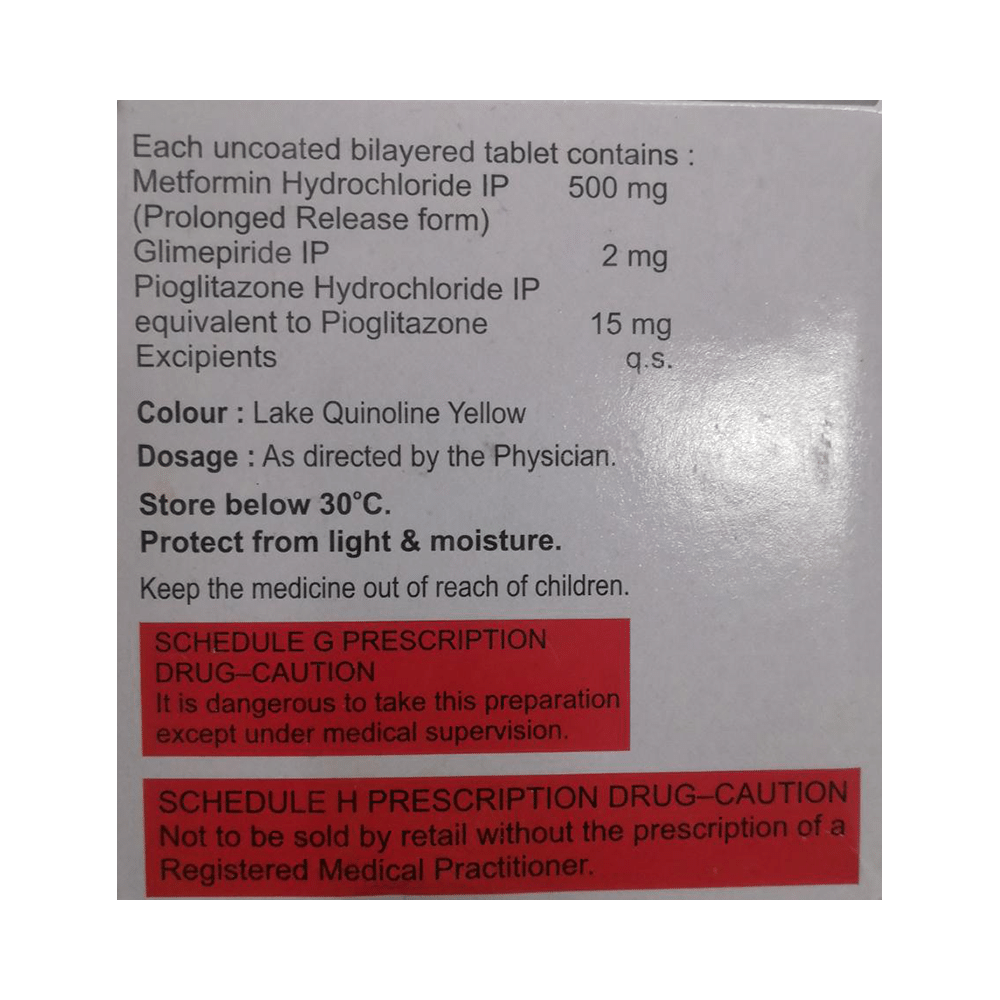 Each uncoated bilayered tablet contains :
Metformin Hydrochloride IP 500 mg
(Prolonged Release form)
Glimepiride IP 2 mg
Pioglitazone Hydrochloride IP
equivalent to Pioglitazone 15 mg
Excipients q.s.
Colour : Lake Quinoline Yellow
Dosage : As directed by the Physician.
Store below 30°C.
Protect from light & moisture.
Keep the medicine out of reach of children.
SCHEDULE G PRESCRIPTION
DRUG–CAUTION
It is dangerous to take this preparation
except under medical supervision.
SCHEDULE H PRESCRIPTION DRUG–CAUTION
Not to be sold by retail without the prescription of a
Registered Medical Practitioner.